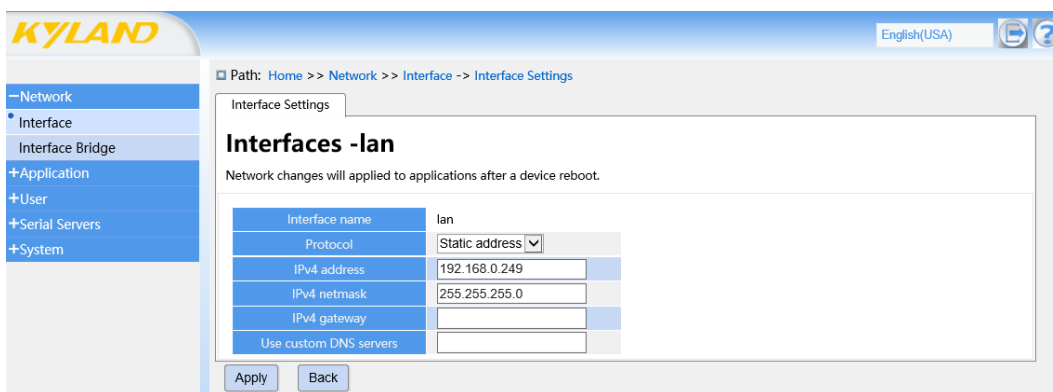 KYLAND
English(USA)
Path: Home >> Network >> Interface -> Interface Settings
−Network
Interface
Interface Bridge
+Application
+User
+Serial Servers
+System
Interface Settings
Interfaces -lan
Network changes will applied to applications after a device reboot.
Interface name lan
Protocol Static address
IPv4 address 192.168.0.249
IPv4 netmask 255.255.255.0
IPv4 gateway
Use custom DNS servers
Apply Back